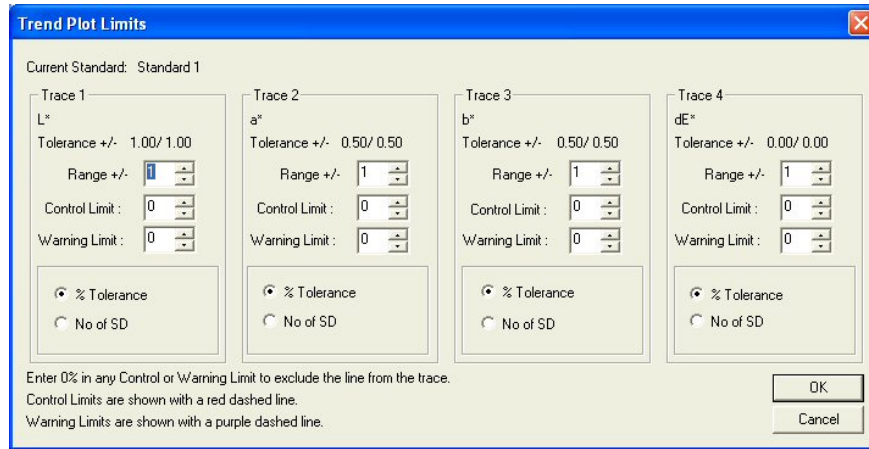 Trend Plot Limits
Current Standard: Standard 1
Trace 1
L*
Tolerance +/- 1.00/ 1.00
Range +/- 1
Control Limit : 0
Warning Limit : 0
% Tolerance
No of SD
Trace 2
a*
Tolerance +/- 0.50/ 0.50
Range +/- 1
Control Limit : 0
Warning Limit : 0
% Tolerance
No of SD
Trace 3
b*
Tolerance +/- 0.50/ 0.50
Range +/- 1
Control Limit : 0
Warning Limit : 0
% Tolerance
No of SD
Trace 4
dE*
Tolerance +/- 0.00/ 0.00
Range +/- 1
Control Limit : 0
Warning Limit : 0
% Tolerance
No of SD
Enter 0% in any Control or Warning Limit to exclude the line from the trace.
Control Limits are shown with a red dashed line.
Warning Limits are shown with a purple dashed line.
OK
Cancel